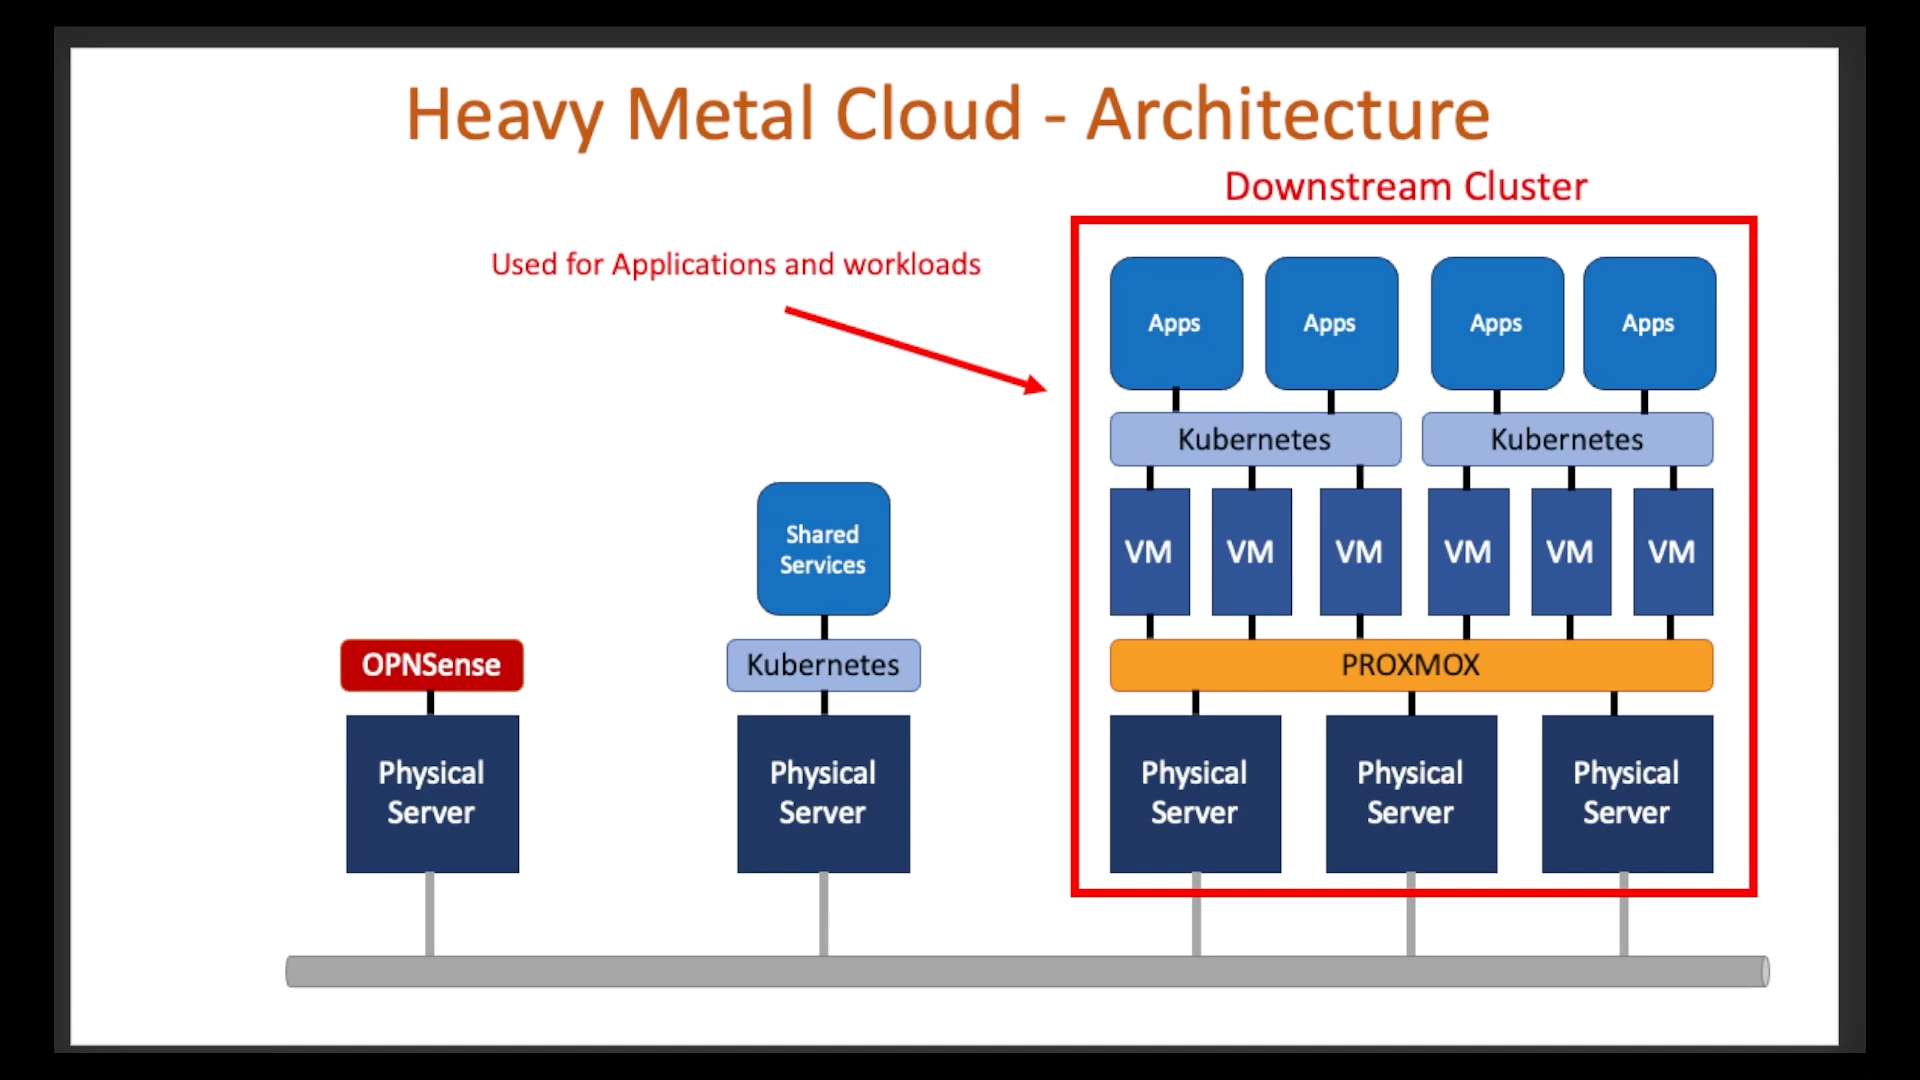 Heavy Metal Cloud - Architecture
Downstream Cluster
Used for Applications and workloads
Apps
Apps
Apps
Apps
Kubernetes
Kubernetes
VM
VM
VM
VM
VM
VM
Shared
Services
OPNSense
Kubernetes
PROXMOX
Physical
Server
Physical
Server
Physical
Server
Physical
Server
Physical
Server